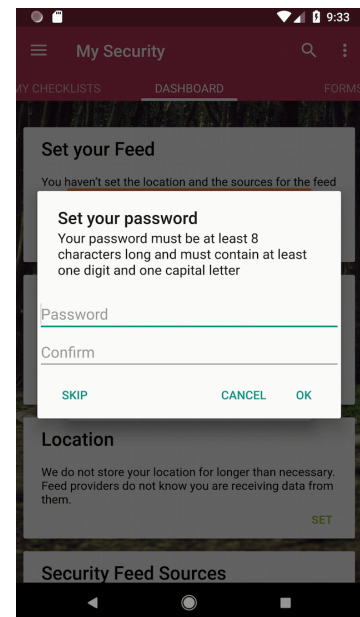 9:33
My Security
MY CHECKLISTS DASHBOARD FORMS
Set your Feed
You haven't set the location and the sources for the feed
Set your password
Your password must be at least 8
characters long and must contain at least
one digit and one capital letter
Password
Confirm
SKIP CANCEL OK
Location
We do not store your location for longer than necessary.
Feed providers do not know you are receiving data from
them.
SET
Security Feed Sources